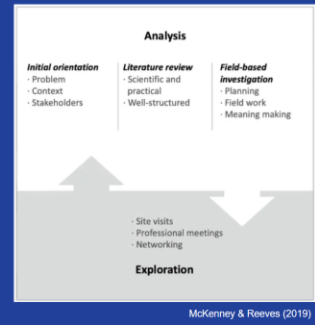 Analysis
Initial orientation
· Problem
· Context
· Stakeholders
Literature review
· Scientific and
practical
· Well-structured
Field-based
investigation
· Planning
· Field work
· Meaning making
· Site visits
· Professional meetings
· Networking
Exploration
McKenney & Reeves (2019)